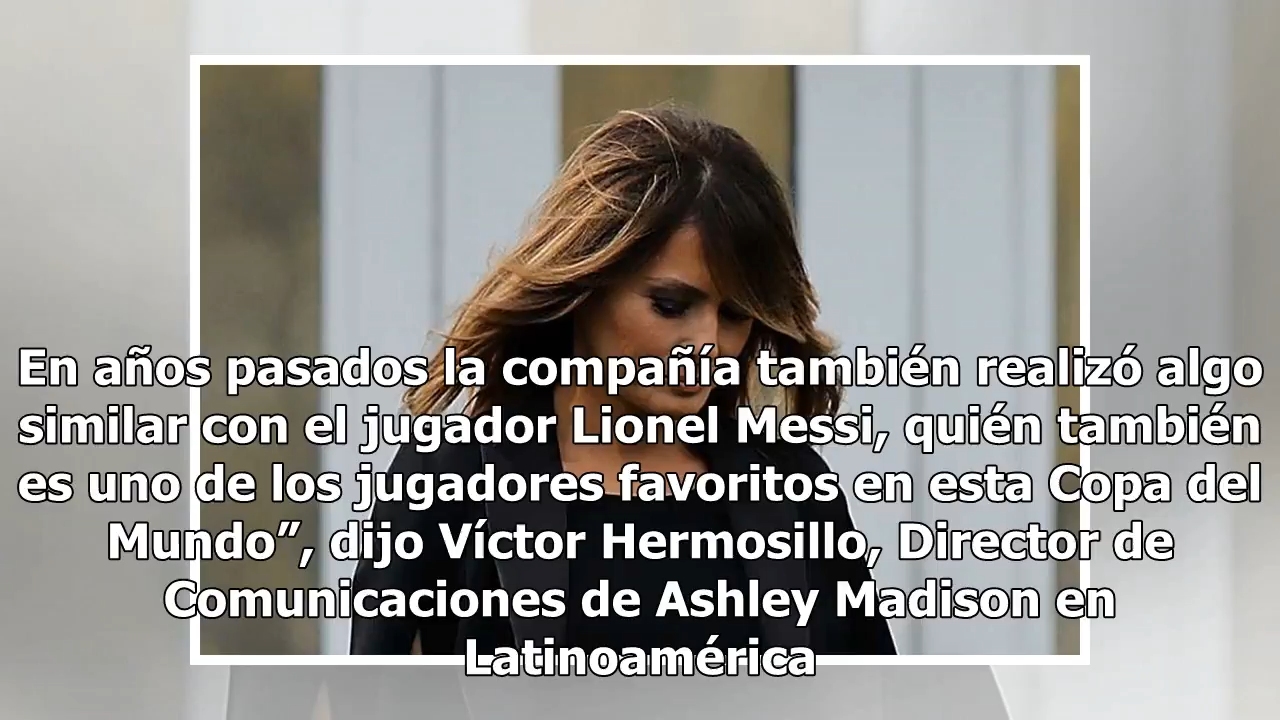 En años pasados la compañía también realizó algo
similar con el jugador Lionel Messi, quién también
es uno de los jugadores favoritos en esta Copa del
Mundo”, dijo Víctor Hermosillo, Director de
Comunicaciones de Ashley Madison en
Latinoamérica